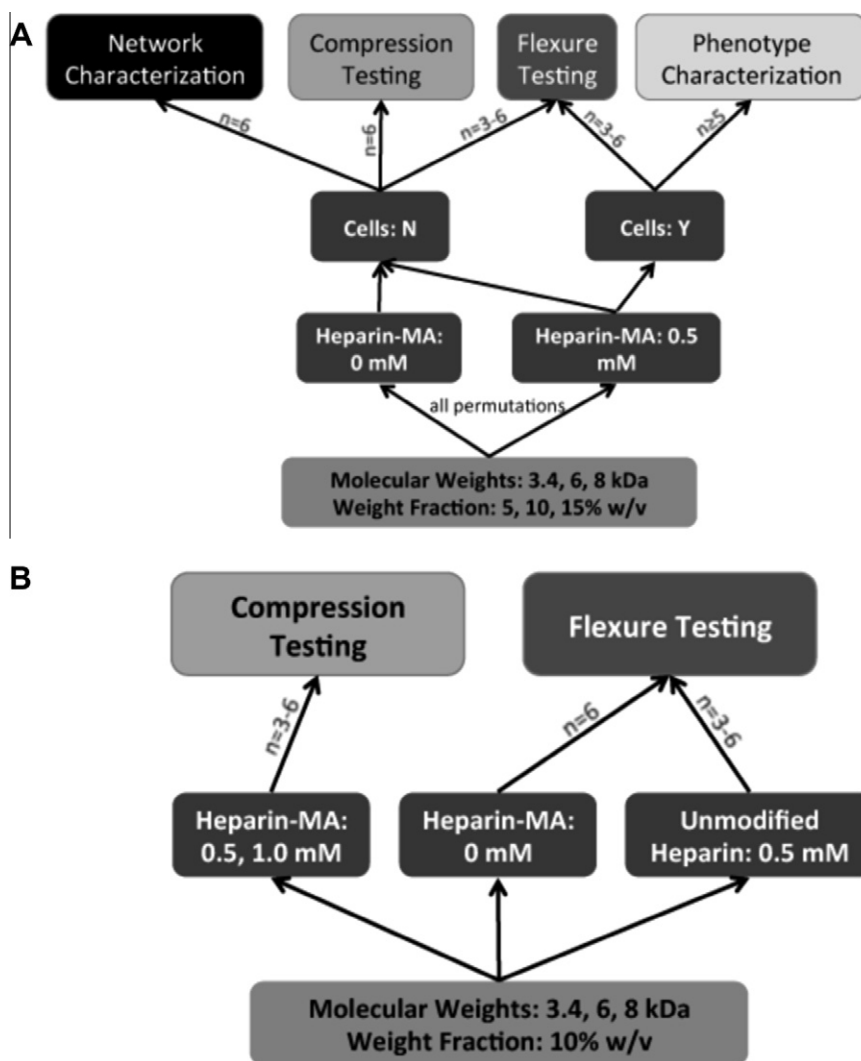 A
Network
Characterization
Compression
Testing
Flexure
Testing
Phenotype
Characterization
n=6
n=6
n=3-6
n=3-6
n≥5
Cells: N
Cells: Y
Heparin-MA:
0 mM
Heparin-MA: 0.5
mM
all permutations
Molecular Weights: 3.4, 6, 8 kDa
Weight Fraction: 5, 10, 15% w/v
B
Compression
Testing
Flexure Testing
n=3-6
n=6
n=3-6
Heparin-MA:
0.5, 1.0 mM
Heparin-MA:
0 mM
Unmodified
Heparin: 0.5 mM
Molecular Weights: 3.4, 6, 8 kDa
Weight Fraction: 10% w/v